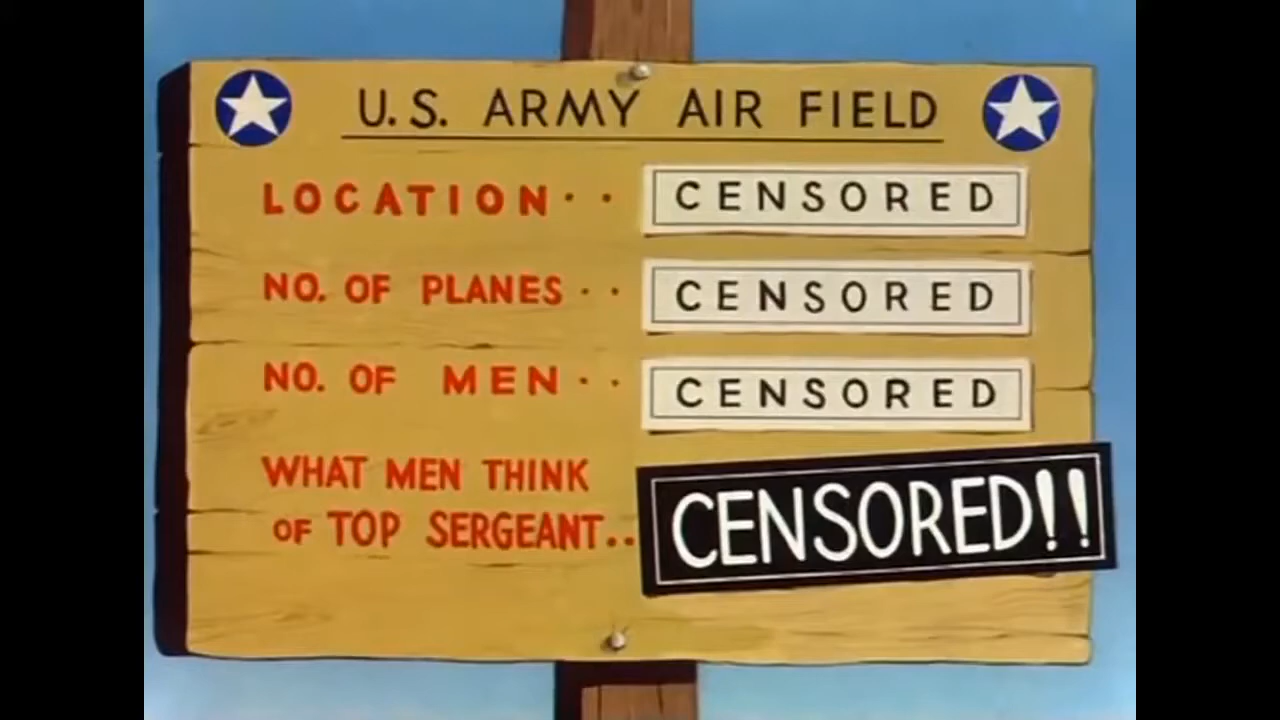 U.S. ARMY AIR FIELD
LOCATION·· CENSORED
NO. OF PLANES·· CENSORED
NO. OF MEN·· CENSORED
WHAT MEN THINK
OF TOP SERGEANT.. CENSORED!!